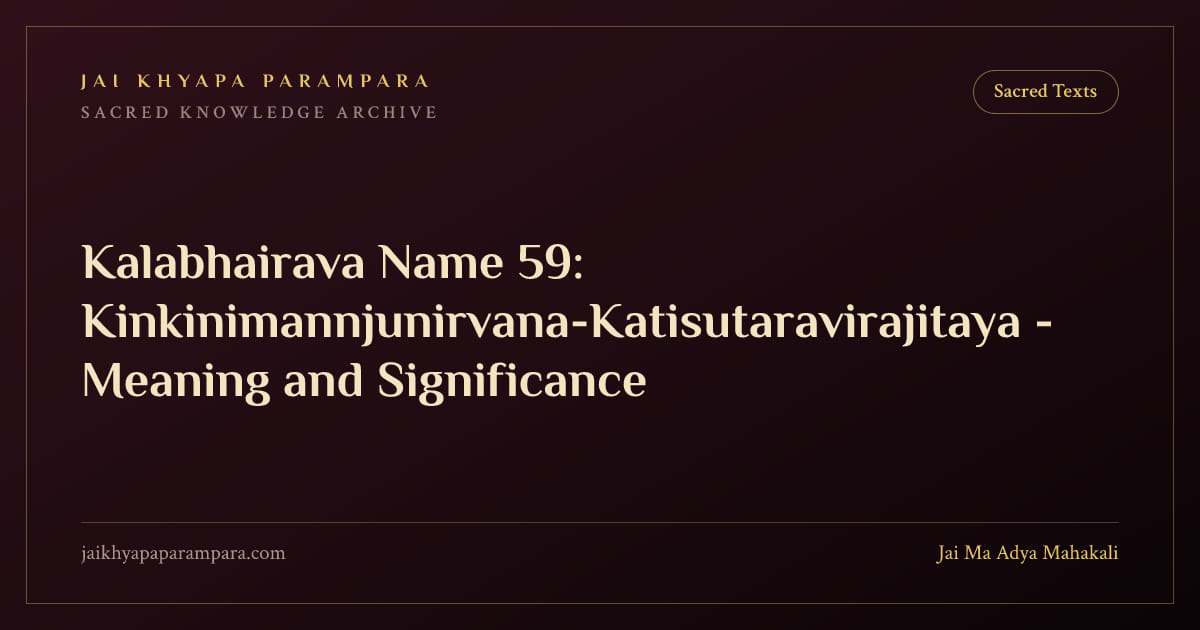 JAI KHYAPA PARAMPARA
SACRED KNOWLEDGE ARCHIVE
Sacred Texts
Kalabhairava Name 59:
Kinkinimannjunirvana-Katisutaravirajitaya -
Meaning and Significance
jaikhyapaparampara.com
Jai Ma Adya Mahakali